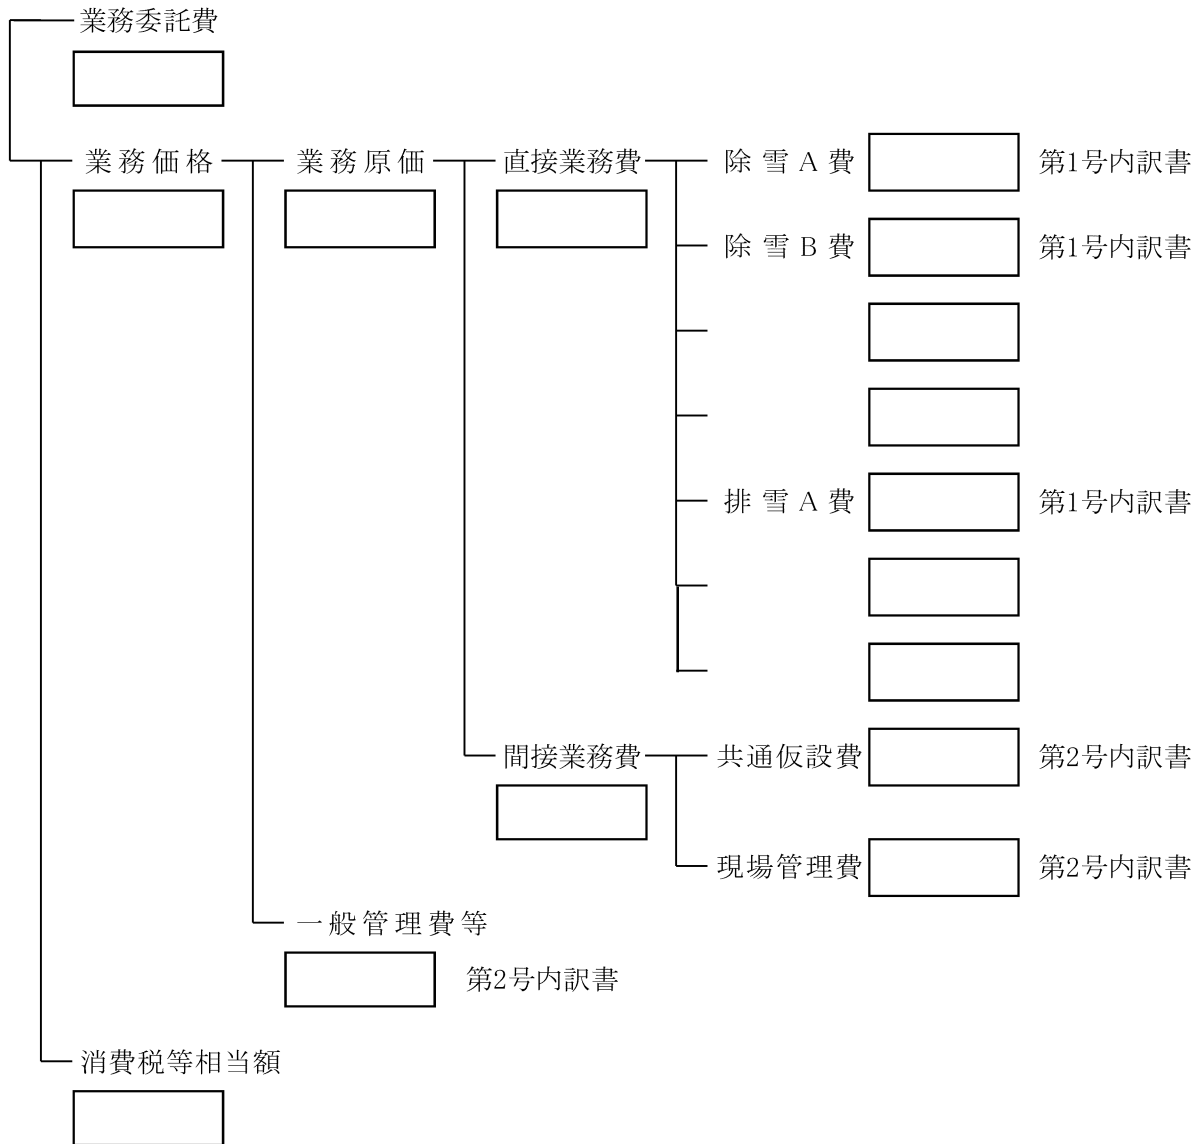 業務委託費
業務価格 業務原価 直接業務費 除雪A費 第1号内訳書
除雪B費 第1号内訳書
排雪A費 第1号内訳書
間接業務費 共通仮設費 第2号内訳書
現場管理費 第2号内訳書
一般管理費等
第2号内訳書
消費税等相当額